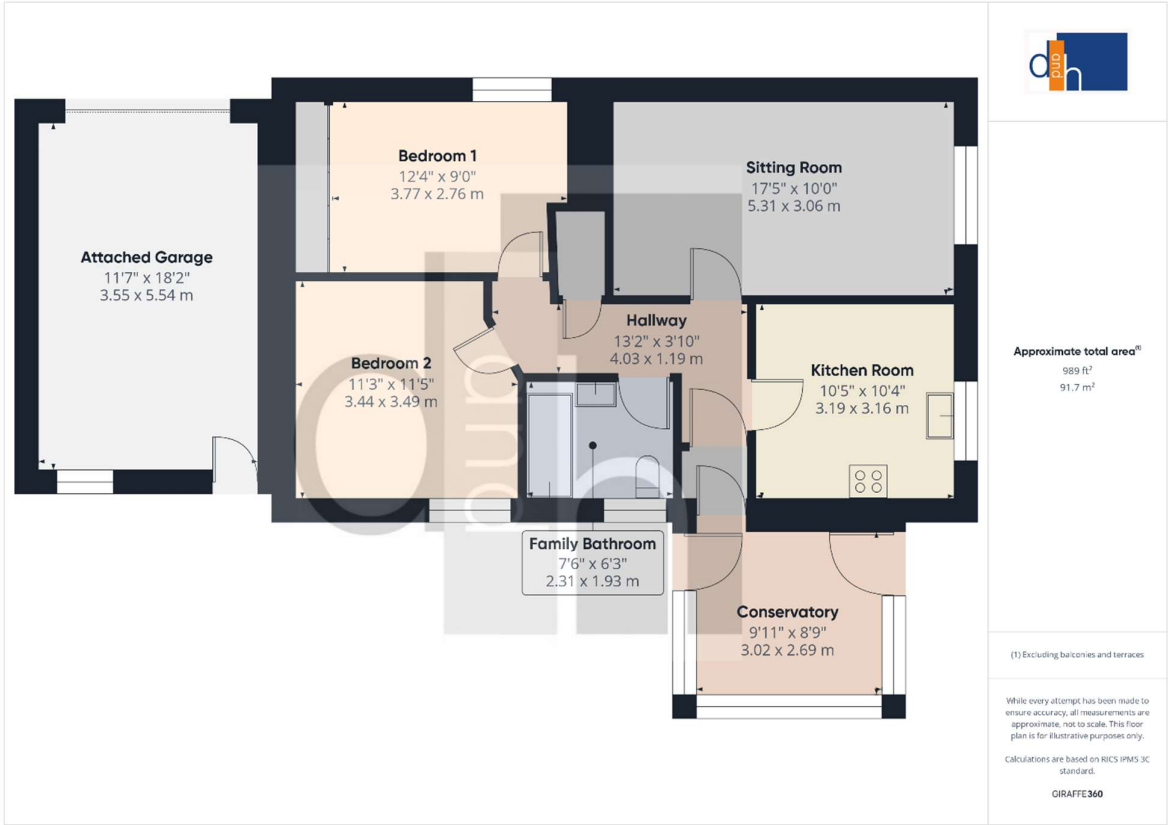 Attached Garage
11'7" x 18'2"
3.55 x 5.54 m
Bedroom 1
12'4" x 9'0"
3.77 x 2.76 m
Sitting Room
17'5" x 10'0"
5.31 x 3.06 m
Bedroom 2
11'3" x 11'5"
3.44 x 3.49 m
Hallway
13'2" x 3'10"
4.03 x 1.19 m
Kitchen Room
10'5" x 10'4"
3.19 x 3.16 m
Family Bathroom
7'6" x 6'3"
2.31 x 1.93 m
Conservatory
9'11" x 8'9"
3.02 x 2.69 m
d and h
d and h
Approximate total area(1)
989 ft²
91.7 m²
(1) Excluding balconies and terraces
While every attempt has been made to
ensure accuracy, all measurements are
approximate, not to scale. This floor
plan is for illustrative purposes only.
Calculations are based on RICS IPMS 3C
standard.
GIRAFFE360